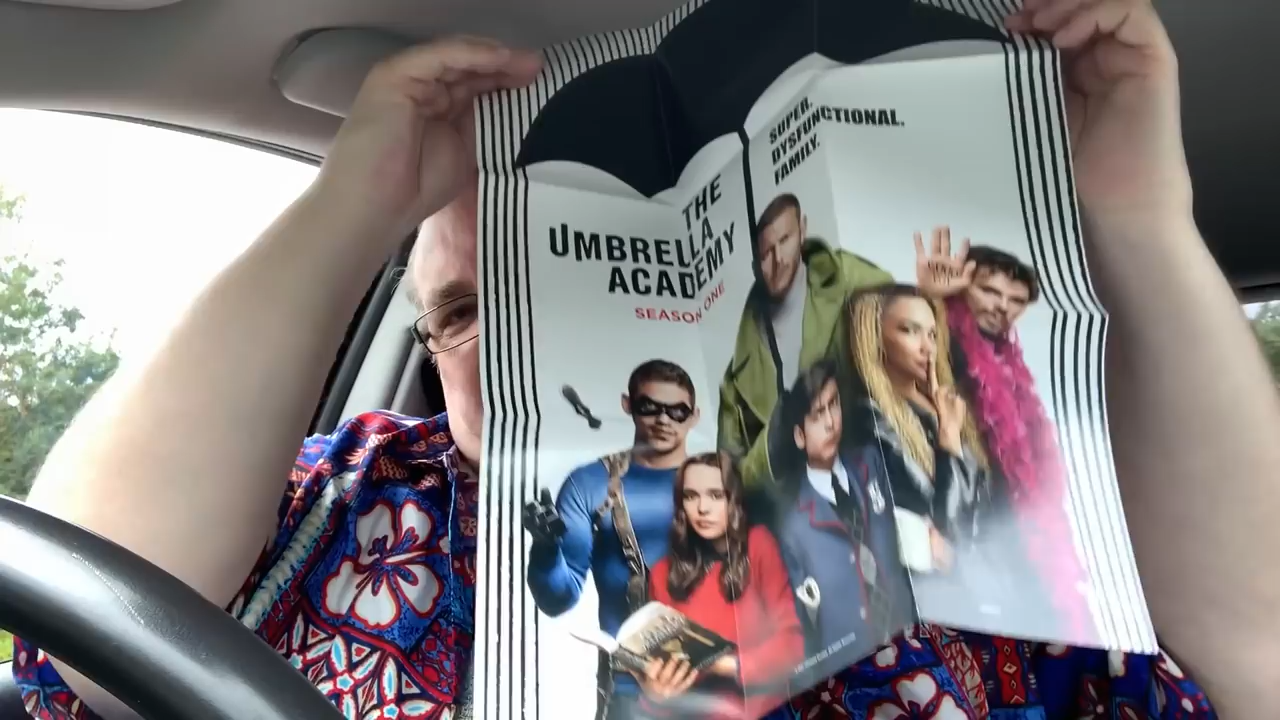 THE
UMBRELLA
ACADEMY
SEASON ONE
SUPER.
DYSFUNCTIONAL.
FAMILY.